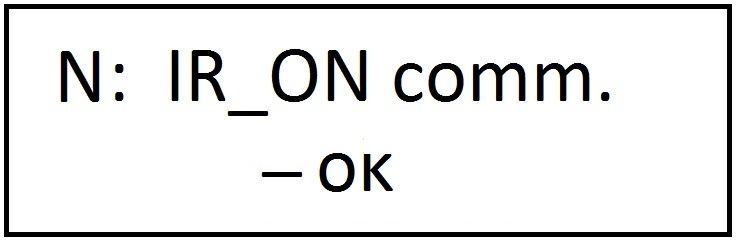 N: IR_ON comm.
– OK